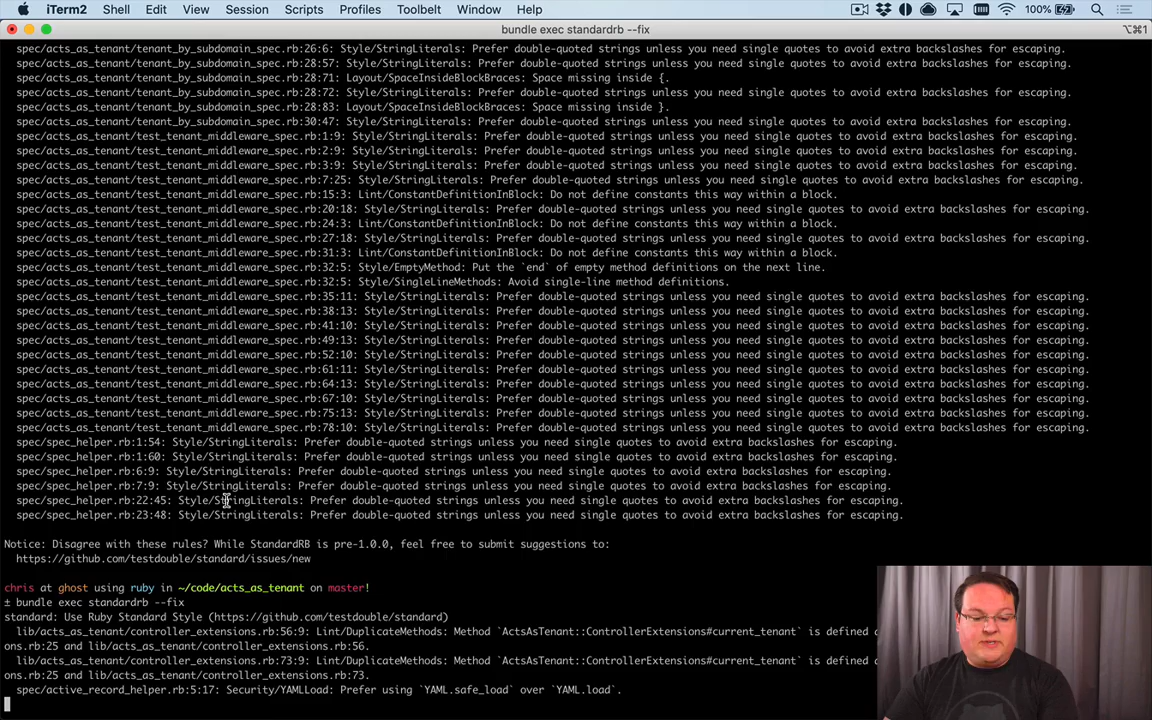 iTerm2 Shell Edit View Session Scripts Profiles Toolbelt Window Help 100%
bundle exec standardrb --fix ⌥⌘1
spec/acts_as_tenant/tenant_by_subdomain_spec.rb:26:6: Style/StringLiterals: Prefer double-quoted strings unless you need single quotes to avoid extra backslashes for escaping.
spec/acts_as_tenant/tenant_by_subdomain_spec.rb:28:57: Style/StringLiterals: Prefer double-quoted strings unless you need single quotes to avoid extra backslashes for escaping.
spec/acts_as_tenant/tenant_by_subdomain_spec.rb:28:71: Layout/SpaceInsideBlockBraces: Space missing inside {.
spec/acts_as_tenant/tenant_by_subdomain_spec.rb:28:72: Style/StringLiterals: Prefer double-quoted strings unless you need single quotes to avoid extra backslashes for escaping.
spec/acts_as_tenant/tenant_by_subdomain_spec.rb:28:83: Layout/SpaceInsideBlockBraces: Space missing inside }.
spec/acts_as_tenant/tenant_by_subdomain_spec.rb:30:47: Style/StringLiterals: Prefer double-quoted strings unless you need single quotes to avoid extra backslashes for escaping.
spec/acts_as_tenant/test_tenant_middleware_spec.rb:1:9: Style/StringLiterals: Prefer double-quoted strings unless you need single quotes to avoid extra backslashes for escaping.
spec/acts_as_tenant/test_tenant_middleware_spec.rb:2:9: Style/StringLiterals: Prefer double-quoted strings unless you need single quotes to avoid extra backslashes for escaping.
spec/acts_as_tenant/test_tenant_middleware_spec.rb:3:9: Style/StringLiterals: Prefer double-quoted strings unless you need single quotes to avoid extra backslashes for escaping.
spec/acts_as_tenant/test_tenant_middleware_spec.rb:7:25: Style/StringLiterals: Prefer double-quoted strings unless you need single quotes to avoid extra backslashes for escaping.
spec/acts_as_tenant/test_tenant_middleware_spec.rb:15:3: Lint/ConstantDefinitionInBlock: Do not define constants this way within a block.
spec/acts_as_tenant/test_tenant_middleware_spec.rb:20:18: Style/StringLiterals: Prefer double-quoted strings unless you need single quotes to avoid extra backslashes for escaping.
spec/acts_as_tenant/test_tenant_middleware_spec.rb:24:3: Lint/ConstantDefinitionInBlock: Do not define constants this way within a block.
spec/acts_as_tenant/test_tenant_middleware_spec.rb:27:18: Style/StringLiterals: Prefer double-quoted strings unless you need single quotes to avoid extra backslashes for escaping.
spec/acts_as_tenant/test_tenant_middleware_spec.rb:31:3: Lint/ConstantDefinitionInBlock: Do not define constants this way within a block.
spec/acts_as_tenant/test_tenant_middleware_spec.rb:32:5: Style/EmptyMethod: Put the `end` of empty method definitions on the next line.
spec/acts_as_tenant/test_tenant_middleware_spec.rb:32:5: Style/SingleLineMethods: Avoid single-line method definitions.
spec/acts_as_tenant/test_tenant_middleware_spec.rb:35:11: Style/StringLiterals: Prefer double-quoted strings unless you need single quotes to avoid extra backslashes for escaping.
spec/acts_as_tenant/test_tenant_middleware_spec.rb:38:13: Style/StringLiterals: Prefer double-quoted strings unless you need single quotes to avoid extra backslashes for escaping.
spec/acts_as_tenant/test_tenant_middleware_spec.rb:41:10: Style/StringLiterals: Prefer double-quoted strings unless you need single quotes to avoid extra backslashes for escaping.
spec/acts_as_tenant/test_tenant_middleware_spec.rb:49:13: Style/StringLiterals: Prefer double-quoted strings unless you need single quotes to avoid extra backslashes for escaping.
spec/acts_as_tenant/test_tenant_middleware_spec.rb:52:10: Style/StringLiterals: Prefer double-quoted strings unless you need single quotes to avoid extra backslashes for escaping.
spec/acts_as_tenant/test_tenant_middleware_spec.rb:61:11: Style/StringLiterals: Prefer double-quoted strings unless you need single quotes to avoid extra backslashes for escaping.
spec/acts_as_tenant/test_tenant_middleware_spec.rb:64:13: Style/StringLiterals: Prefer double-quoted strings unless you need single quotes to avoid extra backslashes for escaping.
spec/acts_as_tenant/test_tenant_middleware_spec.rb:67:10: Style/StringLiterals: Prefer double-quoted strings unless you need single quotes to avoid extra backslashes for escaping.
spec/acts_as_tenant/test_tenant_middleware_spec.rb:75:13: Style/StringLiterals: Prefer double-quoted strings unless you need single quotes to avoid extra backslashes for escaping.
spec/acts_as_tenant/test_tenant_middleware_spec.rb:78:10: Style/StringLiterals: Prefer double-quoted strings unless you need single quotes to avoid extra backslashes for escaping.
spec/spec_helper.rb:1:54: Style/StringLiterals: Prefer double-quoted strings unless you need single quotes to avoid extra backslashes for escaping.
spec/spec_helper.rb:1:60: Style/StringLiterals: Prefer double-quoted strings unless you need single quotes to avoid extra backslashes for escaping.
spec/spec_helper.rb:6:9: Style/StringLiterals: Prefer double-quoted strings unless you need single quotes to avoid extra backslashes for escaping.
spec/spec_helper.rb:7:9: Style/StringLiterals: Prefer double-quoted strings unless you need single quotes to avoid extra backslashes for escaping.
spec/spec_helper.rb:22:45: Style/StringLiterals: Prefer double-quoted strings unless you need single quotes to avoid extra backslashes for escaping.
spec/spec_helper.rb:23:48: Style/StringLiterals: Prefer double-quoted strings unless you need single quotes to avoid extra backslashes for escaping.
Notice: Disagree with these rules? While StandardRB is pre-1.0.0, feel free to submit suggestions to:
https://github.com/testdouble/standard/issues/new
chris at ghost using ruby in ~/code/acts_as_tenant on master!
± bundle exec standardrb --fix
standard: Use Ruby Standard Style (https://github.com/testdouble/standard)
lib/acts_as_tenant/controller_extensions.rb:56:9: Lint/DuplicateMethods: Method `ActsAsTenant::ControllerExtensions#current_tenant` is defined
ons.rb:25 and lib/acts_as_tenant/controller_extensions.rb:56.
lib/acts_as_tenant/controller_extensions.rb:73:9: Lint/DuplicateMethods: Method `ActsAsTenant::ControllerExtensions#current_tenant` is defined
ons.rb:25 and lib/acts_as_tenant/controller_extensions.rb:73.
spec/active_record_helper.rb:5:17: Security/YAMLLoad: Prefer using `YAML.safe_load` over `YAML.load`.